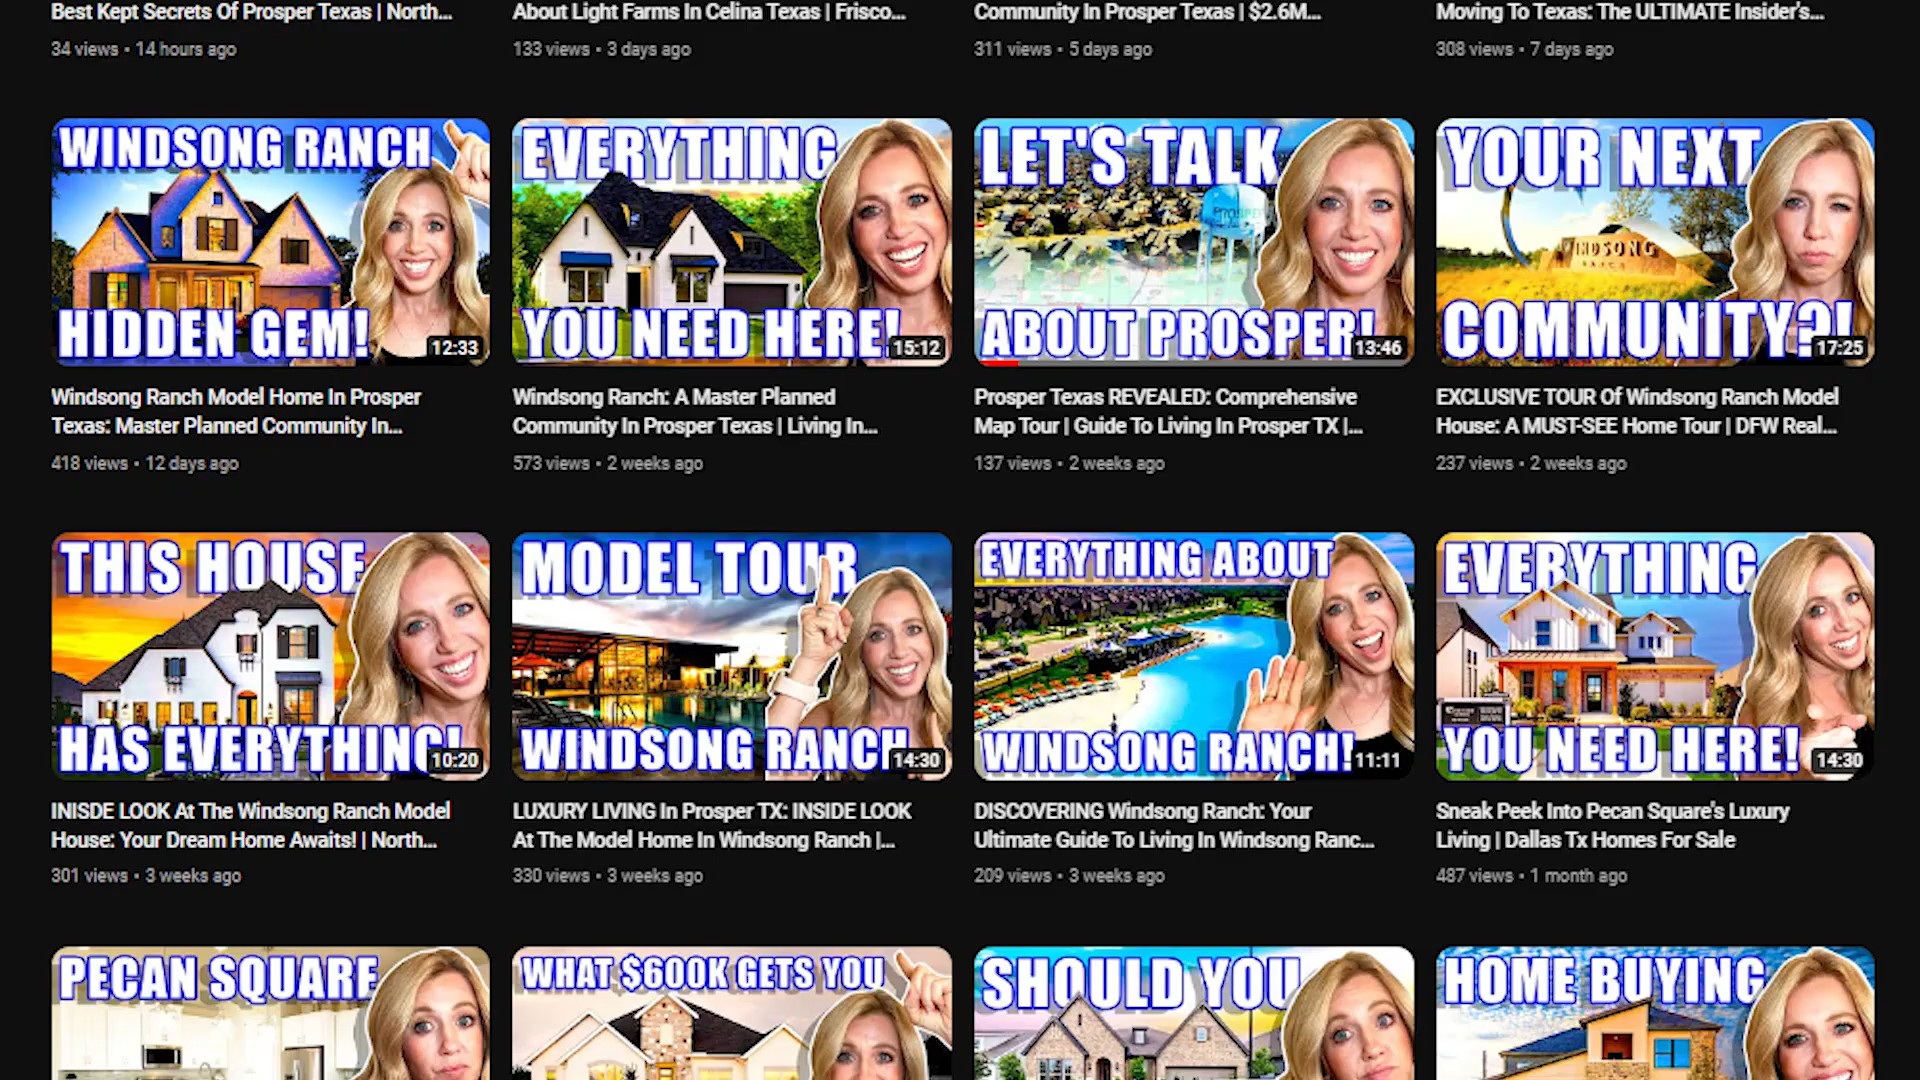 Best Kept Secrets Of Prosper Texas | North...
34 views • 14 hours ago
About Light Farms In Celina Texas | Frisco...
133 views • 3 days ago
Community In Prosper Texas | $2.6M...
311 views • 5 days ago
Moving To Texas: The ULTIMATE Insider's...
308 views • 7 days ago
WINDSONG RANCH
HIDDEN GEM!
12:33
Windsong Ranch Model Home In Prosper
Texas: Master Planned Community In...
418 views • 12 days ago
EVERYTHING
YOU NEED HERE!
15:12
Windsong Ranch: A Master Planned
Community In Prosper Texas | Living In...
573 views • 2 weeks ago
LET'S TALK
PROSPER
ABOUT PROSPER!
13:46
Prosper Texas REVEALED: Comprehensive
Map Tour | Guide To Living In Prosper TX |...
137 views • 2 weeks ago
YOUR NEXT
WINDSONG
RANCH
COMMUNITY?!
17:25
EXCLUSIVE TOUR Of Windsong Ranch Model
House: A MUST-SEE Home Tour | DFW Real...
237 views • 2 weeks ago
THIS HOUSE
HAS EVERYTHING!
10:20
INISDE LOOK At The Windsong Ranch Model
House: Your Dream Home Awaits! | North...
301 views • 3 weeks ago
MODEL TOUR
WINDSONG RANCH
14:30
LUXURY LIVING In Prosper TX: INSIDE LOOK
At The Model Home In Windsong Ranch |...
330 views • 3 weeks ago
EVERYTHING ABOUT
WINDSONG RANCH!
11:11
DISCOVERING Windsong Ranch: Your
Ultimate Guide To Living In Windsong Ranc...
209 views • 3 weeks ago
EVERYTHING
YOU NEED HERE!
14:30
Sneak Peek Into Pecan Square's Luxury
Living | Dallas Tx Homes For Sale
487 views • 1 month ago
PECAN SQUARE
WHAT $600K GETS YOU
SHOULD YOU
HOME BUYING